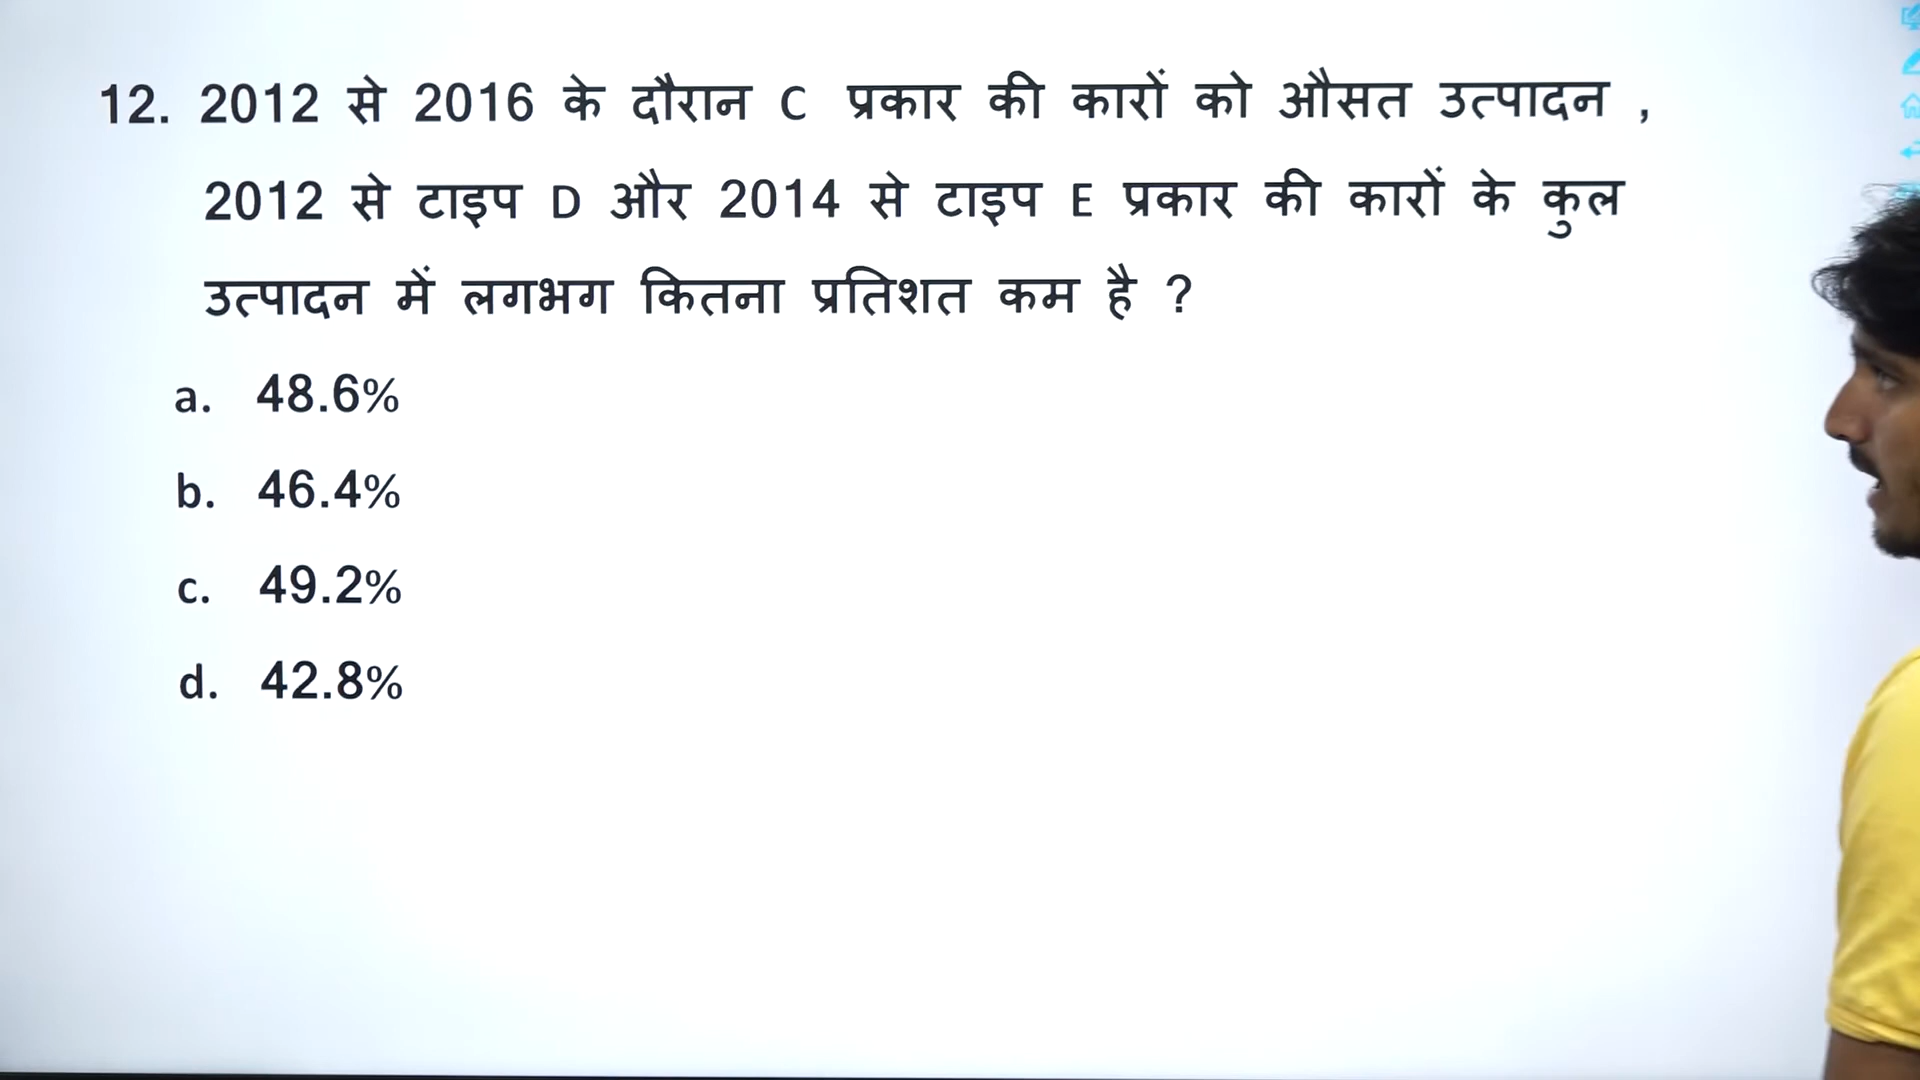 12. 2012 से 2016 के दौरान C प्रकार की कारों को औसत उत्पादन ,
2012 से टाइप D और 2014 से टाइप E प्रकार की कारों के कुल
उत्पादन में लगभग कितना प्रतिशत कम है ?
a. 48.6%
b. 46.4%
c. 49.2%
d. 42.8%